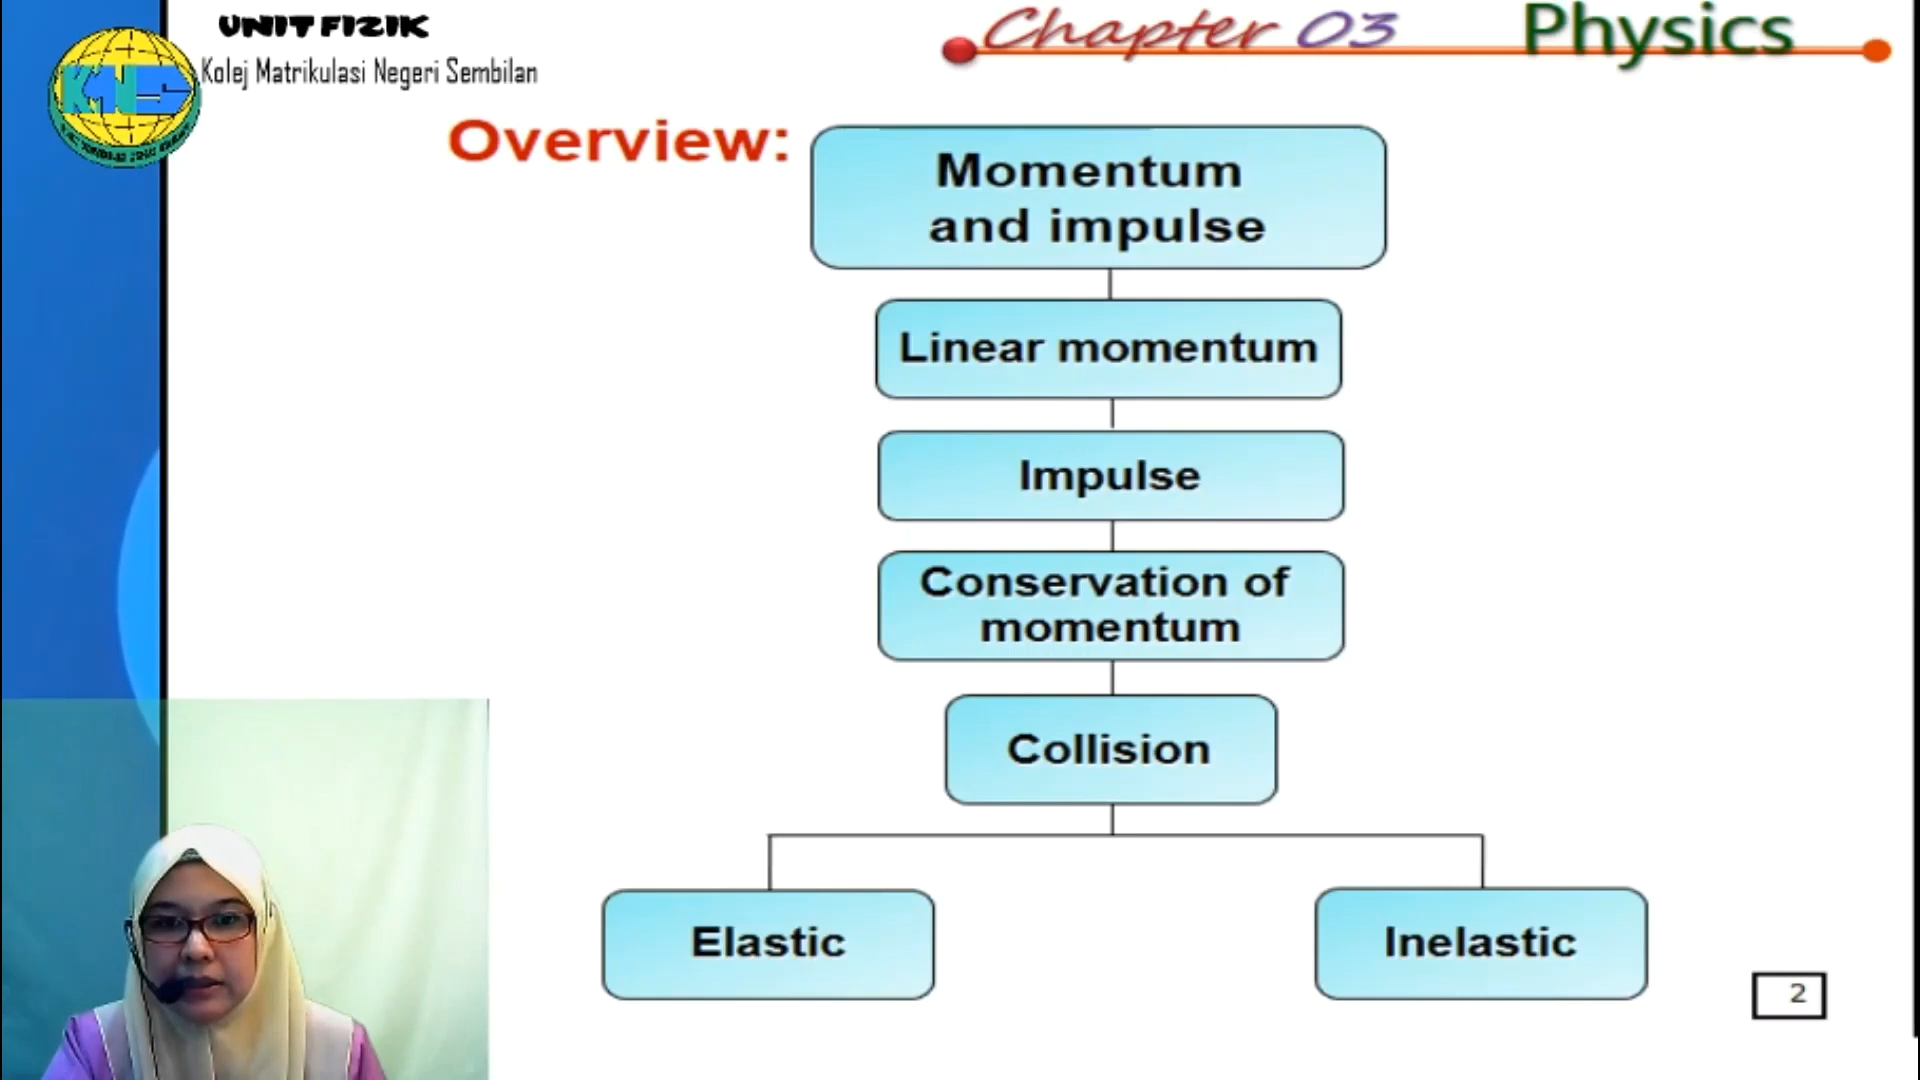 UNIT FIZIK
Kolej Matrikulasi Negeri Sembilan
KMNS
Chapter 03
Physics
Overview:
Momentum
and impulse
Linear momentum
Impulse
Conservation of
momentum
Collision
Elastic
Inelastic
2